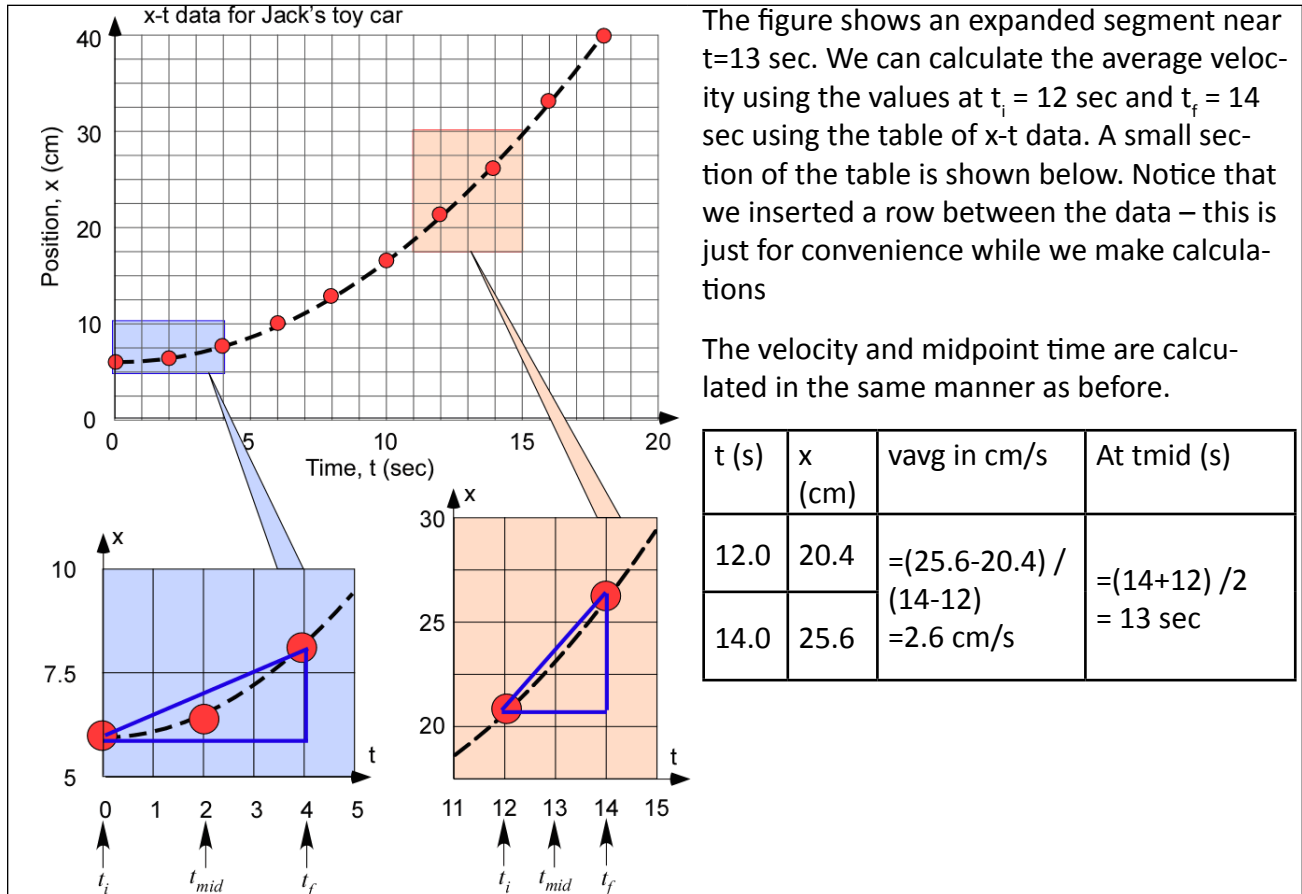 x-t data for Jack's toy car
40
30
20
10
0
Position, x (cm)
0
5
10
15
20
Time, t (sec)
x
10
7.5
5
t
0 1 2 3 4 5
t_i t_mid t_f
x
30
25
20
t
11 12 13 14 15
t_i t_mid t_f
The figure shows an expanded segment near
t=13 sec. We can calculate the average veloc-
ity using the values at t_i = 12 sec and t_f = 14
sec using the table of x-t data. A small sec-
tion of the table is shown below. Notice that
we inserted a row between the data – this is
just for convenience while we make calcula-
tions
The velocity and midpoint time are calcu-
lated in the same manner as before.
t (s) x vavg in cm/s At tmid (s)
(cm)
12.0 20.4
14.0 25.6
=(25.6-20.4) /
(14-12)
=2.6 cm/s
=(14+12) /2
= 13 sec